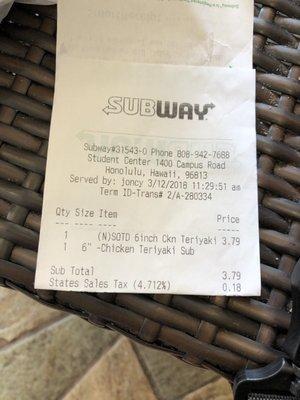 SUBWAY
Subway#31543-0 Phone 808-942-7688
Student Center 1400 Campus Road
Honolulu, Hawaii, 96813
Served by: joncy 3/12/2018 11:29:51 am
Term ID-Trans# 2/A-280334
Qty Size Item Price
1 (N)SOTD 6inch Ckn Teriyaki 3.79
1 6" -Chicken Teriyaki Sub
Sub Total 3.79
States Sales Tax (4.712%) 0.18